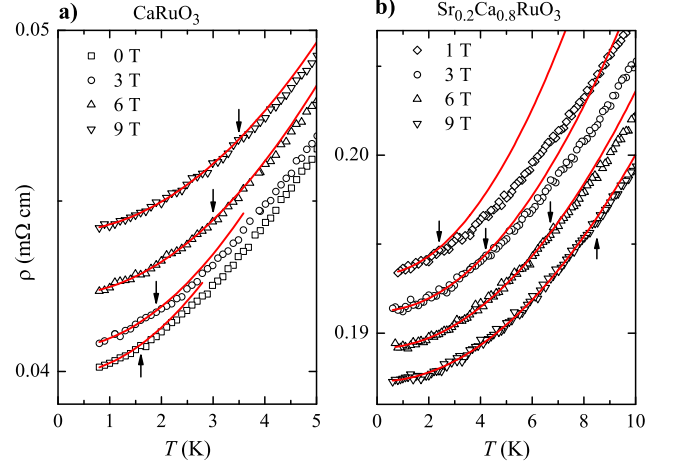 a)
CaRuO₃
0.05
0.04
0 T
3 T
6 T
9 T
0 1 2 3 4 5
T (K)
ρ (mΩ cm)
b)
Sr₀.₂Ca₀.₈RuO₃
1 T
3 T
6 T
9 T
0.20
0.19
0 2 4 6 8 10
T (K)